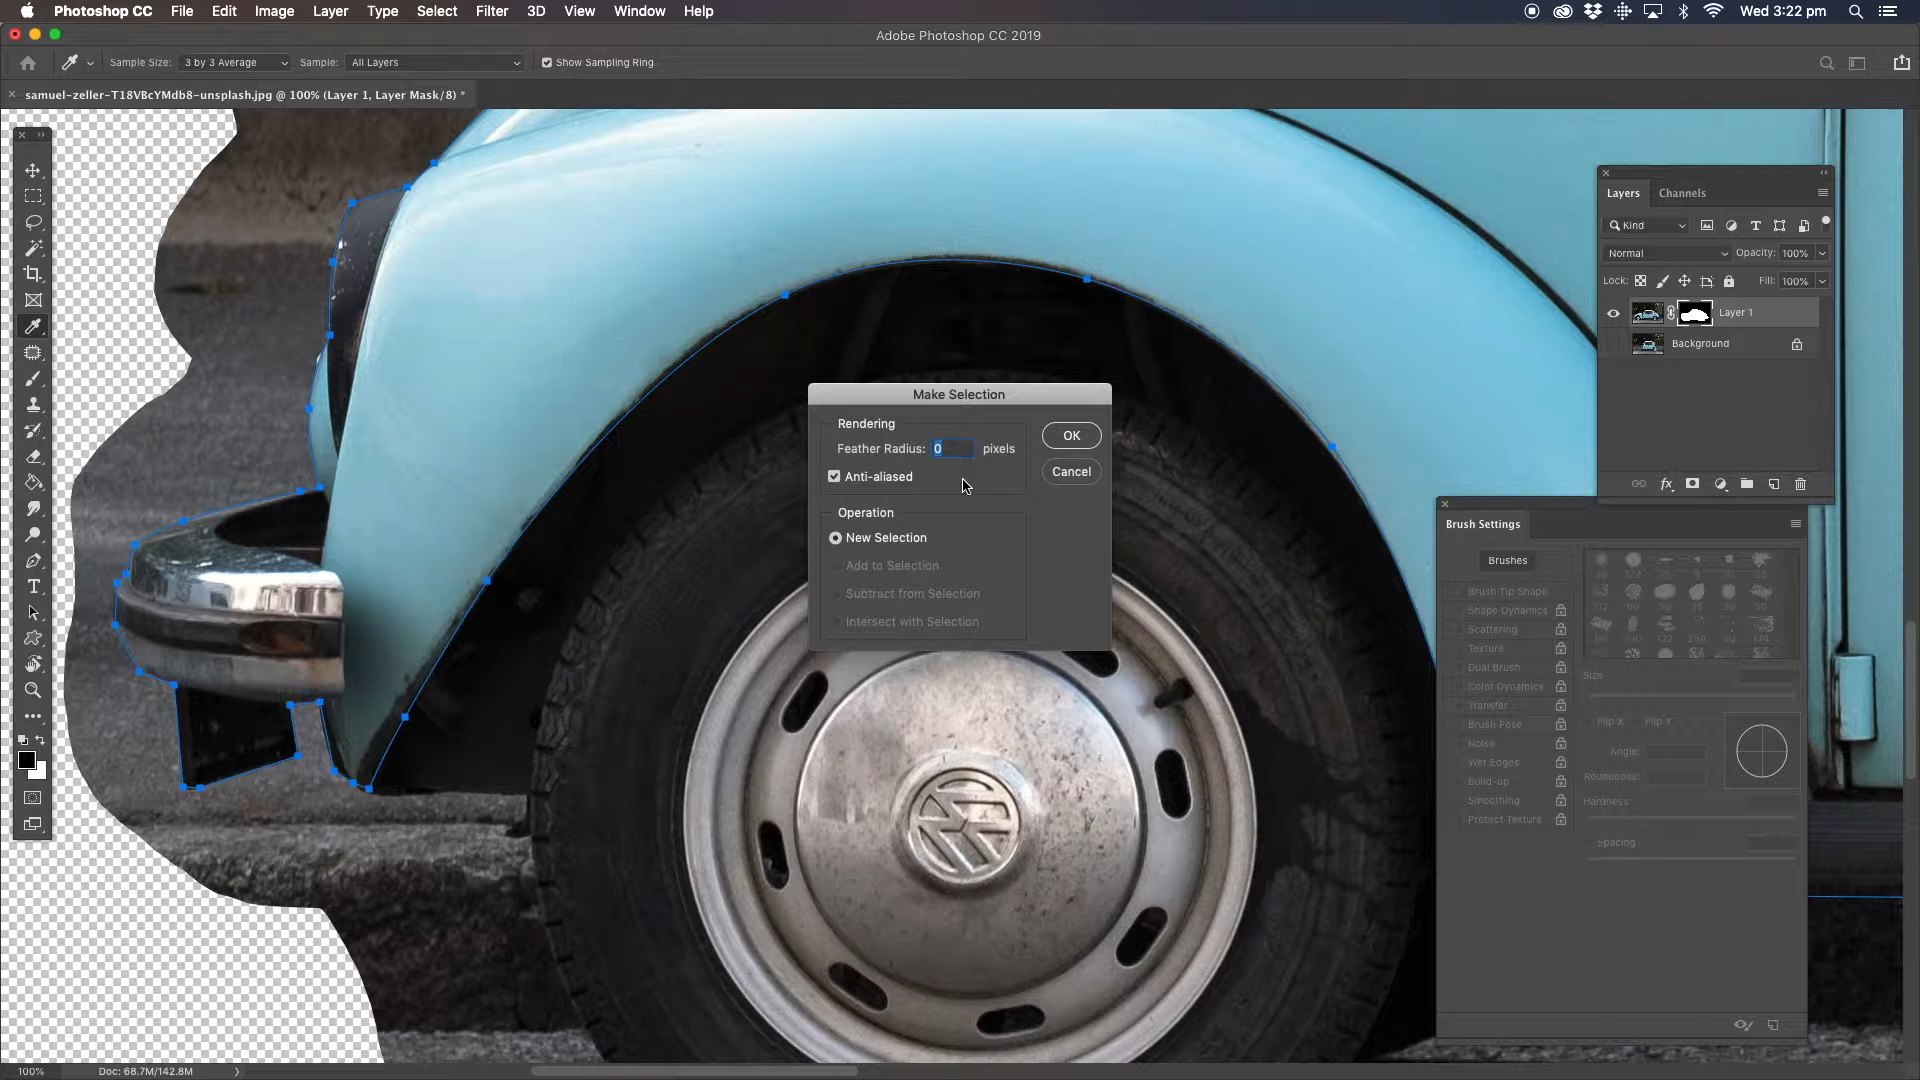 Photoshop CC File Edit Image Layer Type Select Filter 3D View Window Help Wed 3:22 pm
Adobe Photoshop CC 2019
Sample Size: 3 by 3 Average Sample: All Layers Show Sampling Ring
samuel-zeller-T18VBcYMdb8-unsplash.jpg @ 100% (Layer 1, Layer Mask/8) *
Layers Channels
Kind
Normal Opacity: 100%
Lock: Fill: 100%
Layer 1
Background
Make Selection
Rendering
Feather Radius: 0 pixels
OK
Anti-aliased
Cancel
Operation
New Selection
Add to Selection
Subtract from Selection
Intersect with Selection
Brush Settings
Brushes
Brush Tip Shape
Shape Dynamics
Scattering
Texture
Dual Brush
Color Dynamics
Transfer
Brush Pose
Noise
Wet Edges
Build-up
Smoothing
Protect Texture
Size
Flip X Flip Y
Angle:
Roundness:
Hardness:
Spacing
100% Doc: 68.7M/142.8M